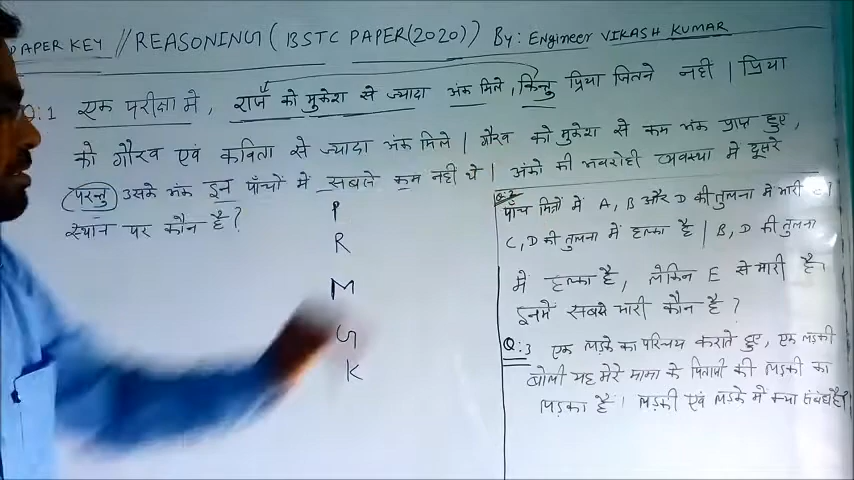 PAPER KEY // REASONING ( BSTC PAPER(2020) ) By: Engineer VIKASH KUMAR
Q:1 एक परीक्षा मे, राज को मुकेश से ज्यादा अंक मिले, किन्तु प्रिया जितने नही | प्रिया
को गौरव एवं कविता से ज्यादा अंक मिले | गौरव को मुकेश से कम अंक प्राप्त हुए,
परन्तु उसके अंक इन पाँचों में सबसे कम नही थे | अंको की अवरोही व्यवस्था मे दूसरे
स्थान पर कौन है?
P
R
M
G
K
Q:2
पाँच मित्रों में A, B और D की तुलना मे भारी है |
C, D की तुलना में हल्का है | B, D की तुलना
में हल्का है, लेकिन E से भारी है
इनमें सबसे भारी कौन है ?
Q:3 एक लड़के का परिचय कराते हुए, एक लड़की
बोली यह मेरे मामा के पिताजी की लड़की का
लड़का है | लड़की एवं लड़के मे क्या संबंध है?